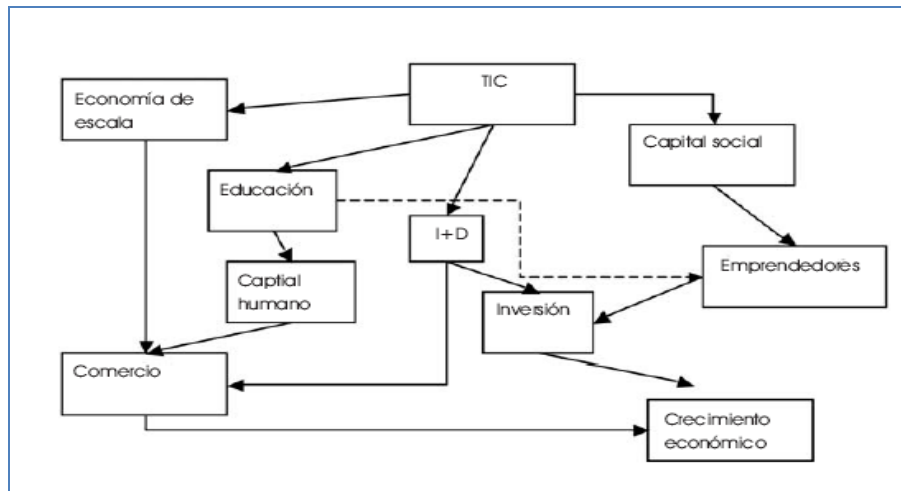 TIC
Economía de
escala
Capital social
Educación
I+D
Emprendedores
Captial
humano
Inversión
Comercio
Crecimiento
económico